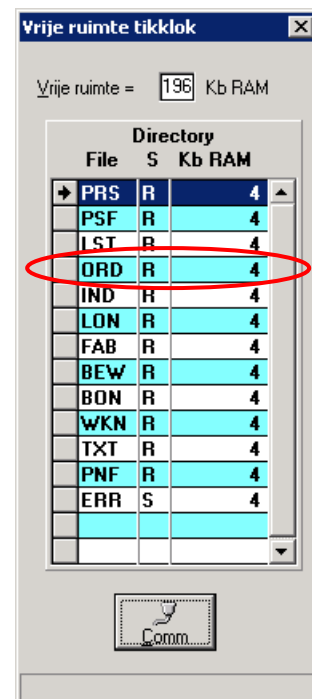 Vrije ruimte tikklok
Vrije ruimte = 196 Kb RAM
Directory
File S Kb RAM
PRS R 4
PSF R 4
LST R 4
ORD R 4
IND R 4
LON R 4
FAB R 4
BEW R 4
BON R 4
WKN R 4
TXT R 4
PNF R 4
ERR S 4
Comm